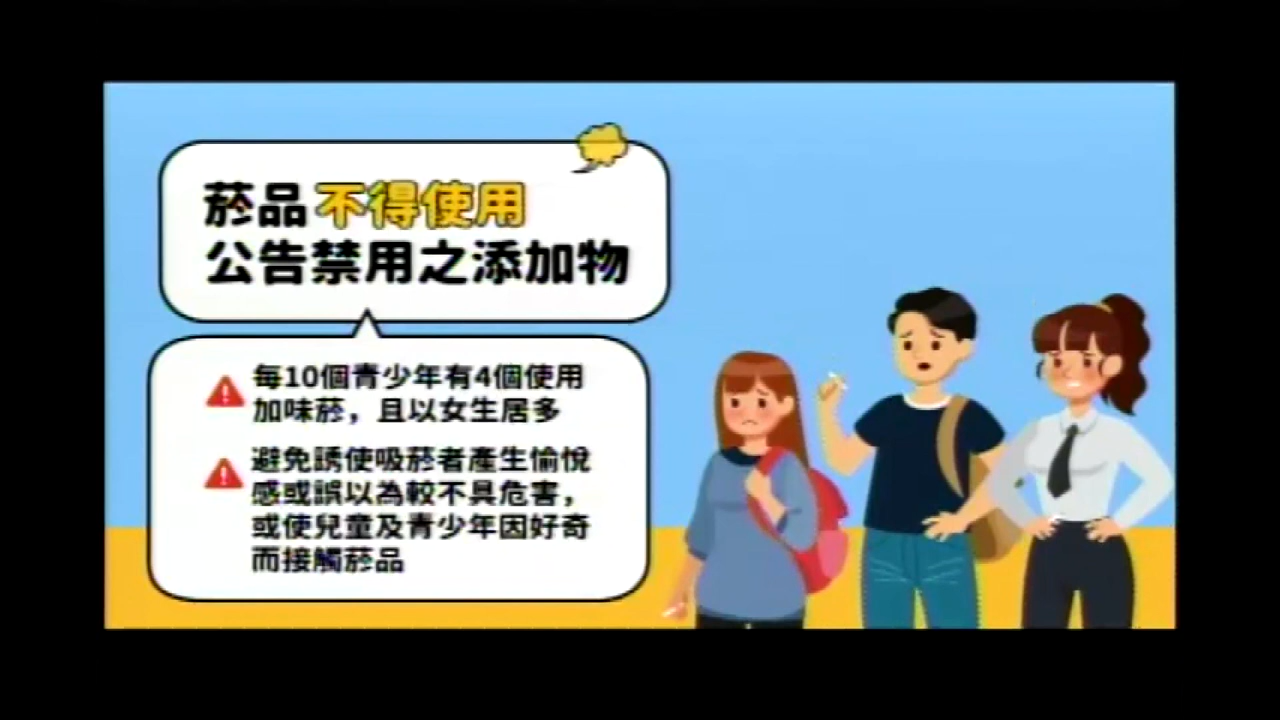 菸品不得使用
公告禁用之添加物
每10個青少年有4個使用
加味菸，且以女生居多
避免誘使吸菸者產生愉悅
感或誤以為較不具危害，
或使兒童及青少年因好奇
而接觸菸品